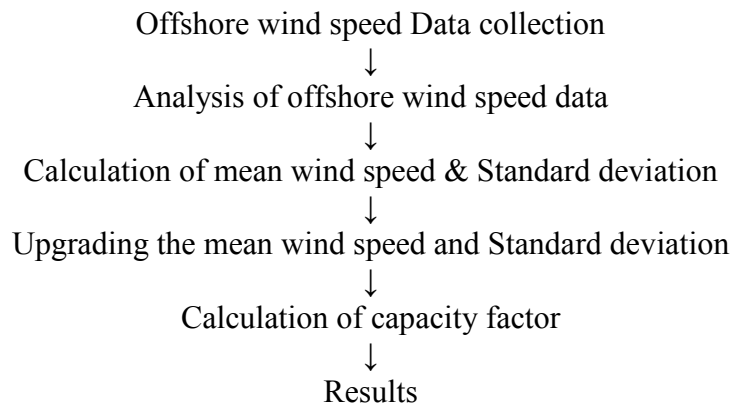 Offshore wind speed Data collection
↓
Analysis of offshore wind speed data
↓
Calculation of mean wind speed & Standard deviation
↓
Upgrading the mean wind speed and Standard deviation
↓
Calculation of capacity factor
↓
Results